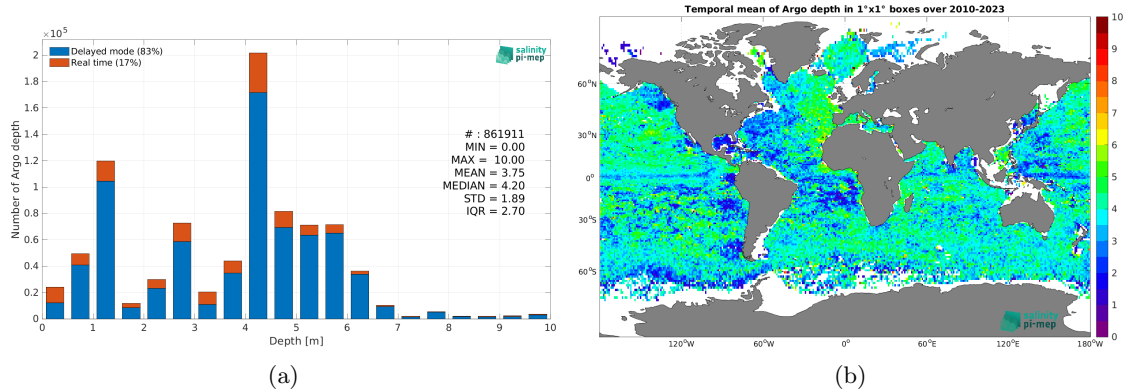 ×10^5
Delayed mode (83%)
Real time (17%)
salinity
pi-mep
# : 861911
MIN = 0.00
MAX = 10.00
MEAN = 3.75
MEDIAN = 4.20
STD = 1.89
IQR = 2.70
Number of Argo depth
2
1.8
1.6
1.4
1.2
1
0.8
0.6
0.4
0.2
0
0 1 2 3 4 5 6 7 8 9 10
Depth [m]
(a)
Temporal mean of Argo depth in 1°x1° boxes over 2010-2023
60°N
30°N
0°
30°S
60°S
120°W 60°W 0° 60°E 120°E 180°W
salinity
pi-mep
10
9
8
7
6
5
4
3
2
1
0
(b)